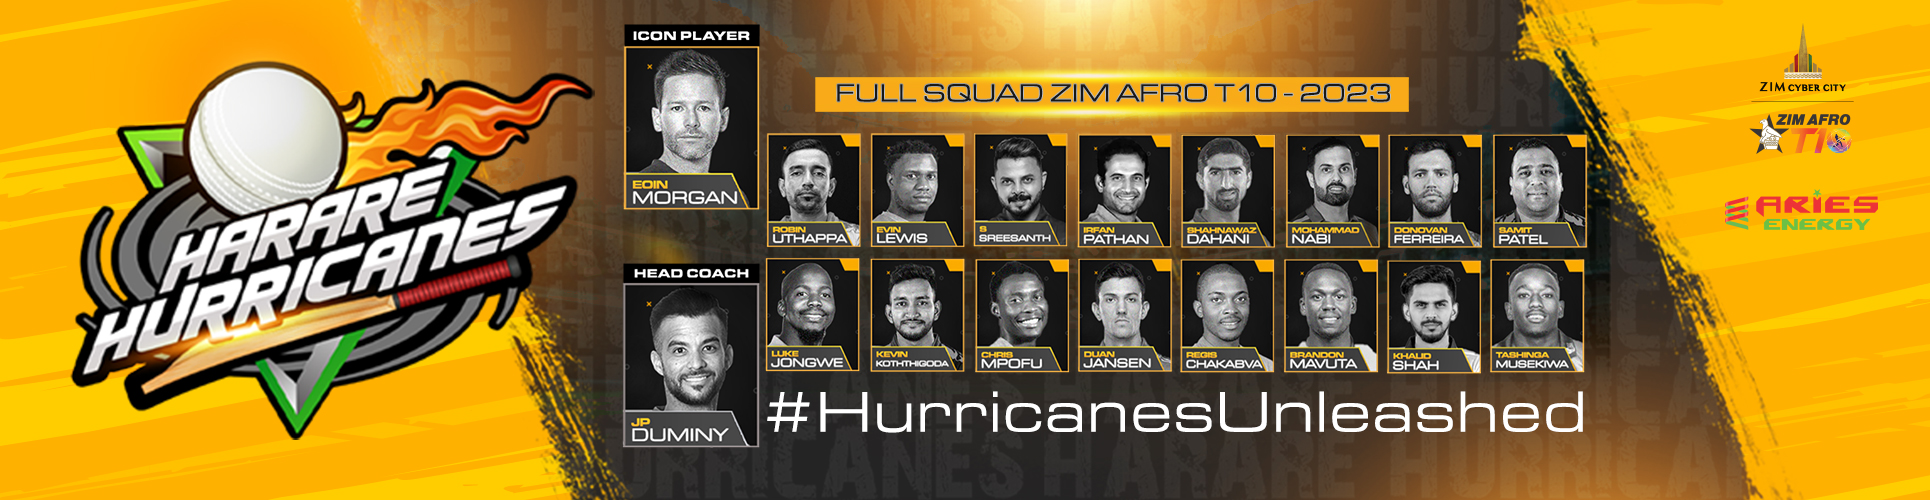 HARARE
HURRICANES
ICON PLAYER
EOIN
MORGAN
HEAD COACH
JP
DUMINY
FULL SQUAD ZIM AFRO T10 - 2023
ROBIN
UTHAPPA
EVIN
LEWIS
S
SREESANTH
IRFAN
PATHAN
SHAHNAWAZ
DAHANI
MOHAMMAD
NABI
DONOVAN
FERREIRA
SAMIT
PATEL
LUKE
JONGWE
KEVIN
KOTHTHIGODA
CHRIS
MPOFU
DUAN
JANSEN
REGIS
CHAKABVA
BRANDON
MAVUTA
KHALID
SHAH
TASHINGA
MUSEKIWA
#HurricanesUnleashed
ZIM CYBER CITY
ZIM AFRO
T10
ARIES
ENERGY